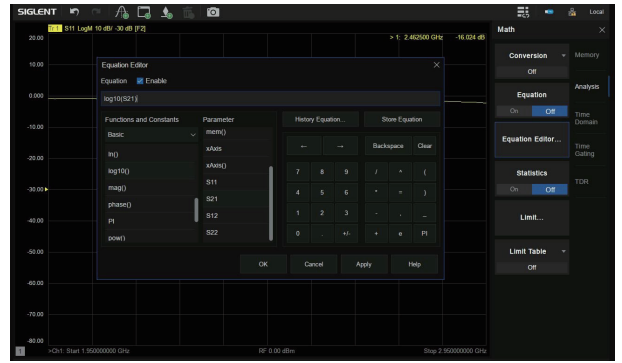 SIGLENT
Local
Tr 1 S11 LogM 10 dB/ -30 dB [F2]
> 1: 2.462500 GHz -16.024 dB
20.00
10.00
0.000
-10.00
-20.00
-30.00
-40.00
-50.00
-60.00
-70.00
-80.00
Equation Editor
Equation Enable
log10(S21)
Functions and Constants
Basic
ln()
log10()
mag()
phase()
PI
pow()
Parameter
mem()
xAxis
xAxis()
S11
S21
S12
S22
History Equation...
Store Equation
← → Backspace Clear
7 8 9 / ^ (
4 5 6 * = )
1 2 3 - , _
0 . +/- + e PI
OK Cancel Apply Help
Math
Conversion
Off
Equation
On Off
Equation Editor...
Statistics
On Off
Limit...
Limit Table
Off
Memory
Analysis
Time
Domain
Time
Gating
TDR
1 >Ch1: Start 1.950000000 GHz
RF 0.00 dBm
Stop 2.950000000 GHz